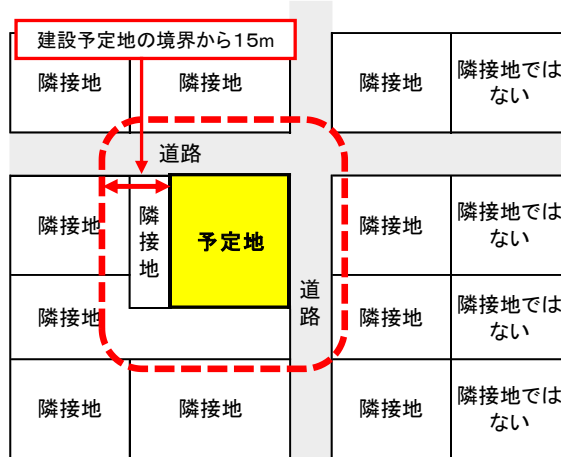 建設予定地の境界から15m
隣接地
隣接地
隣接地
隣接地では
ない
道路
隣接地
隣
接
地
予定地
隣接地
隣接地では
ない
隣接地
道
路
隣接地
隣接地では
ない
隣接地
隣接地
隣接地
隣接地では
ない